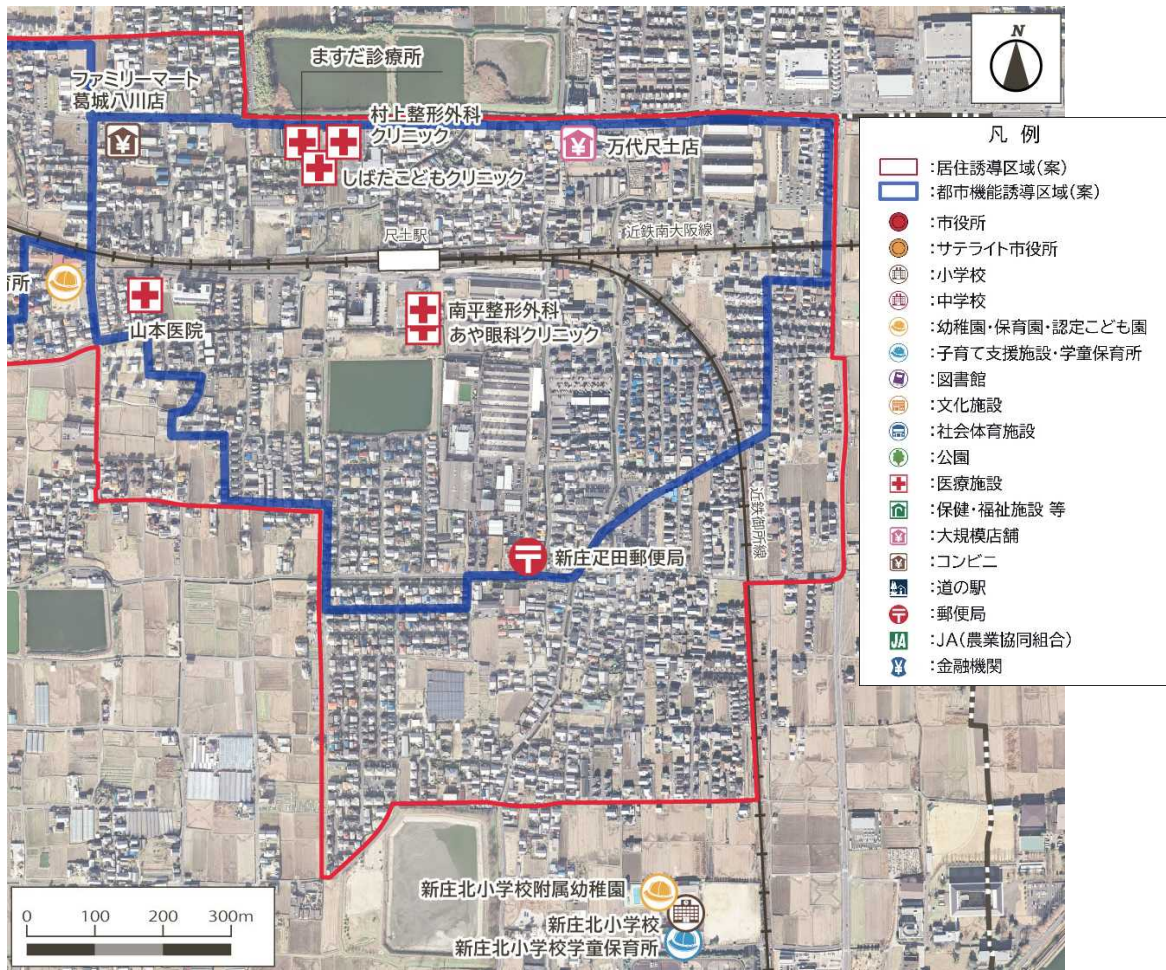 ますだ診療所
ファミリーマート
葛城八川店
村上整形外科
クリニック
しばたこどもクリニック
万代尺土店
尺土駅
近鉄南大阪線
所
山本医院
南平整形外科
あや眼科クリニック
近鉄御所線
新庄疋田郵便局
新庄北小学校附属幼稚園
新庄北小学校
新庄北小学校学童保育所
0 100 200 300m
N
凡 例
:居住誘導区域(案)
:都市機能誘導区域(案)
:市役所
:サテライト市役所
:小学校
:中学校
:幼稚園・保育園・認定こども園
:子育て支援施設・学童保育所
:図書館
:文化施設
:社会体育施設
:公園
:医療施設
:保健・福祉施設 等
:大規模店舗
:コンビニ
:道の駅
:郵便局
JA :JA(農業協同組合)
:金融機関